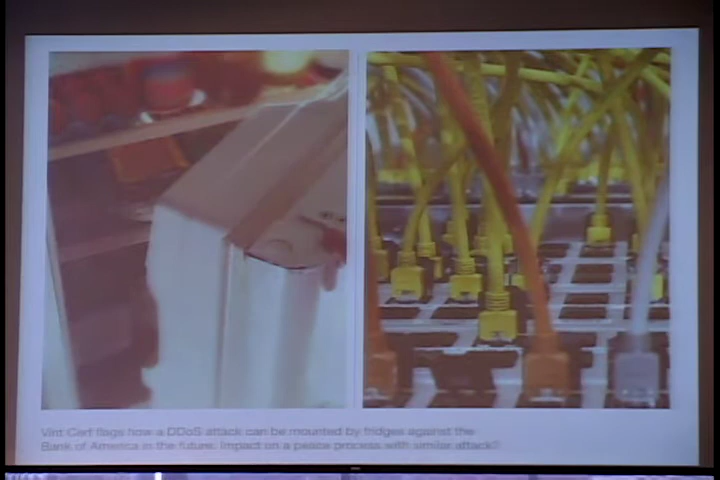 Vint Cerf flags how a DDoS attack can be mounted by fridges against the
Bank of America in the future. Impact on a peace process with similar attack?